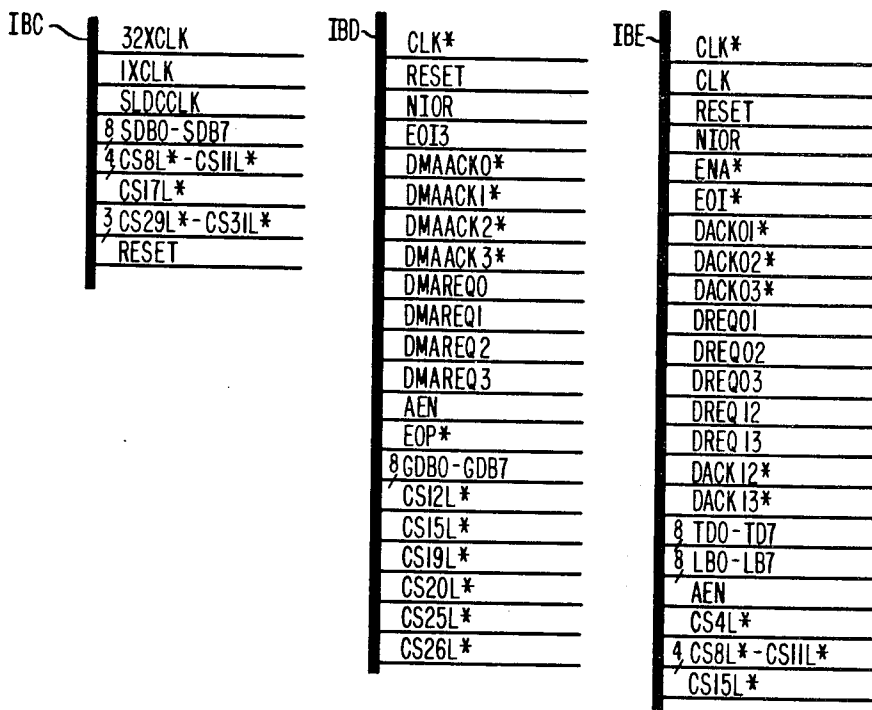 IBC
32XCLK
1XCLK
SLDCCLK
8 SDB0-SDB7
4 CS8L*-CS11L*
CS17L*
3 CS29L*-CS31L*
RESET
IBD
CLK*
RESET
NIOR
EOI3
DMAACK0*
DMAACK1*
DMAACK2*
DMAACK3*
DMAREQ0
DMAREQ1
DMAREQ2
DMAREQ3
AEN
EOP*
8 GDB0-GDB7
CS12L*
CS15L*
CS19L*
CS20L*
CS25L*
CS26L*
IBE
CLK*
CLK
RESET
NIOR
ENA*
EOI*
DACK01*
DACK02*
DACK03*
DREQ01
DREQ02
DREQ03
DREQ12
DREQ13
DACK12*
DACK13*
8 TD0-TD7
8 LB0-LB7
AEN
CS4L*
4 CS8L*-CS11L*
CS15L*